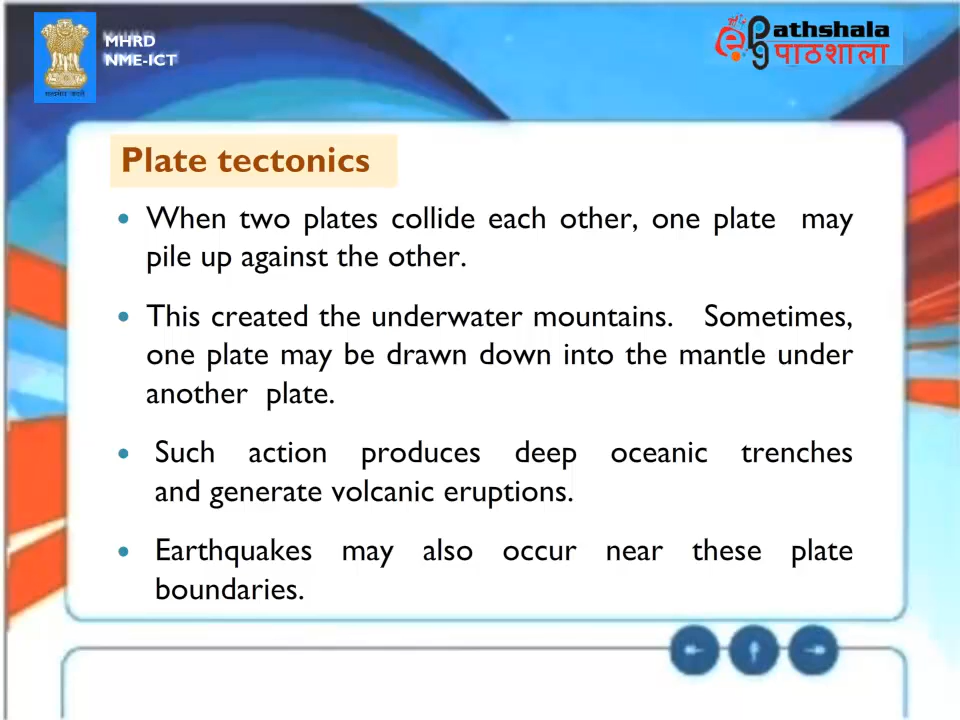 MHRD
NME-ICT
ePathshala
पाठशाला
Plate tectonics
• When two plates collide each other, one plate may
pile up against the other.
• This created the underwater mountains. Sometimes,
one plate may be drawn down into the mantle under
another plate.
• Such action produces deep oceanic trenches
and generate volcanic eruptions.
• Earthquakes may also occur near these plate
boundaries.